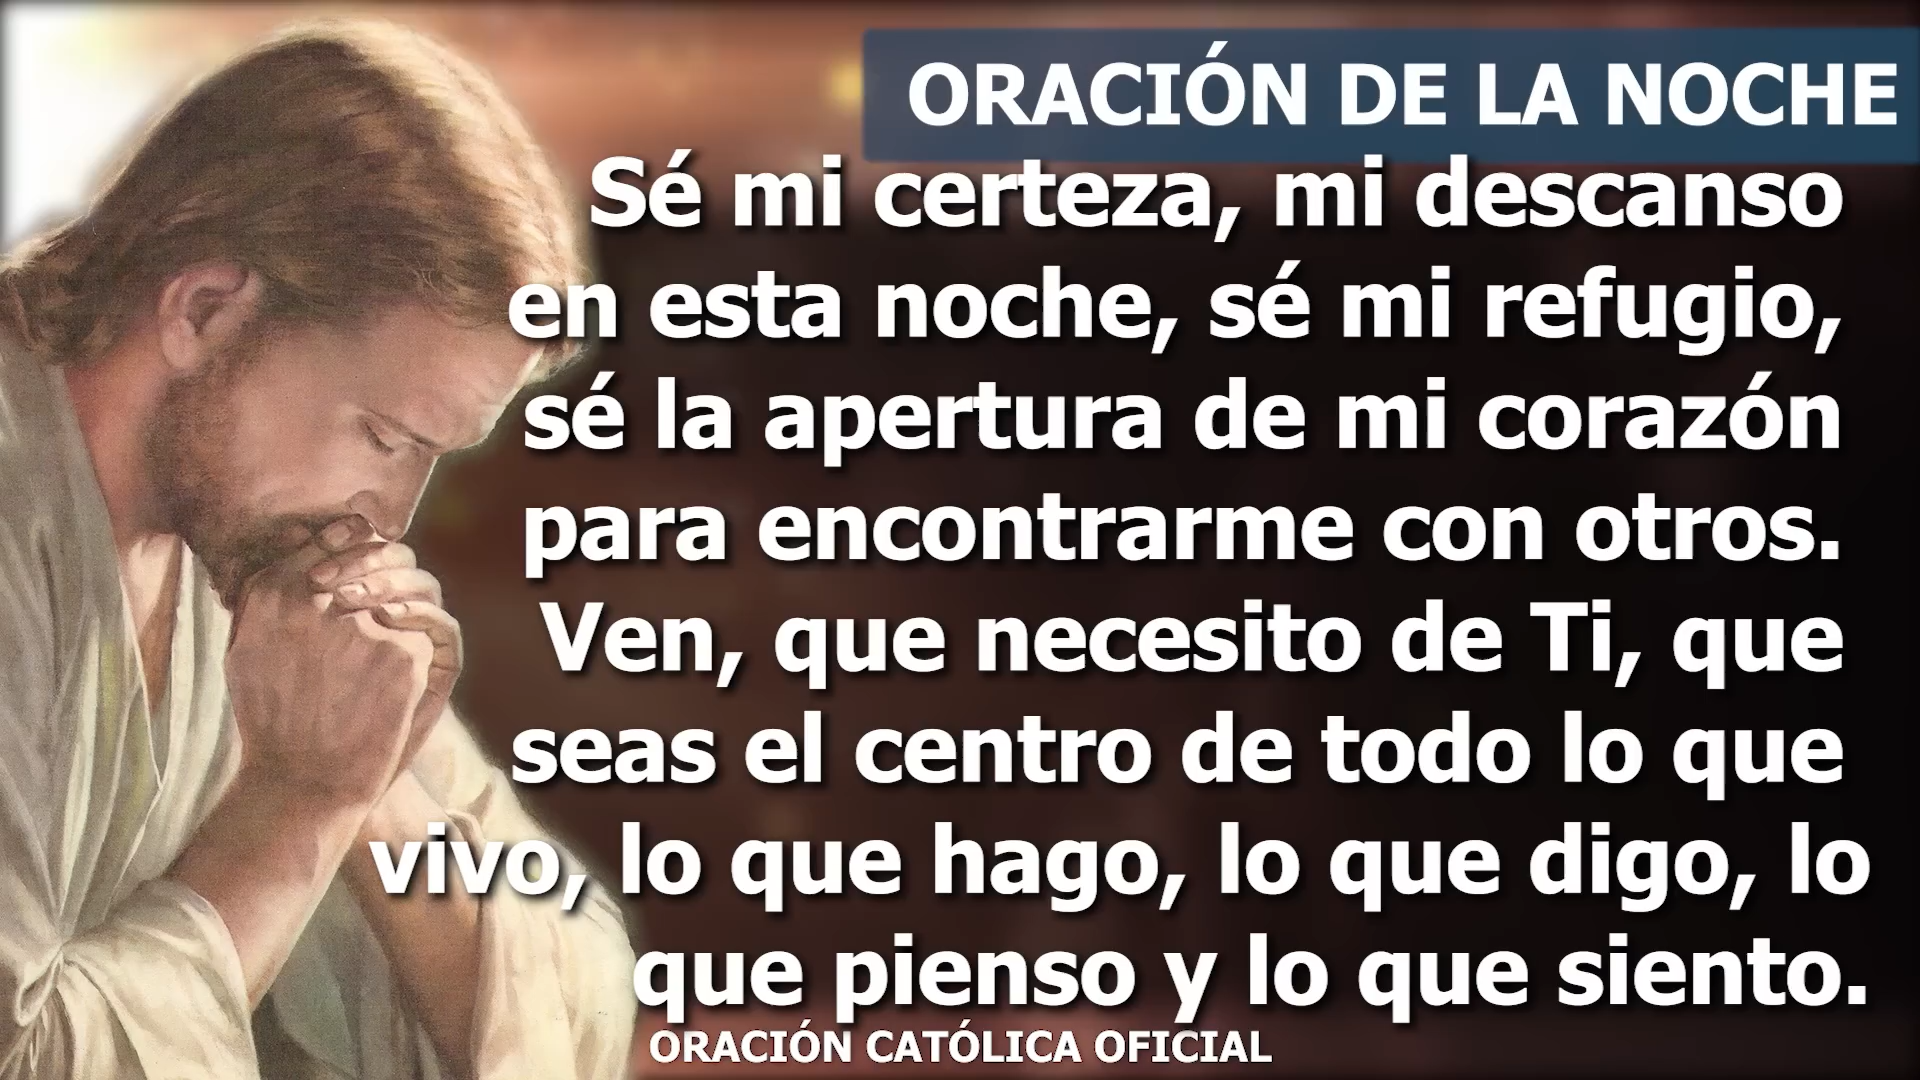 ORACIÓN DE LA NOCHE
Sé mi certeza, mi descanso
en esta noche, sé mi refugio,
sé la apertura de mi corazón
para encontrarme con otros.
Ven, que necesito de Ti, que
seas el centro de todo lo que
vivo, lo que hago, lo que digo, lo
que pienso y lo que siento.
ORACIÓN CATÓLICA OFICIAL